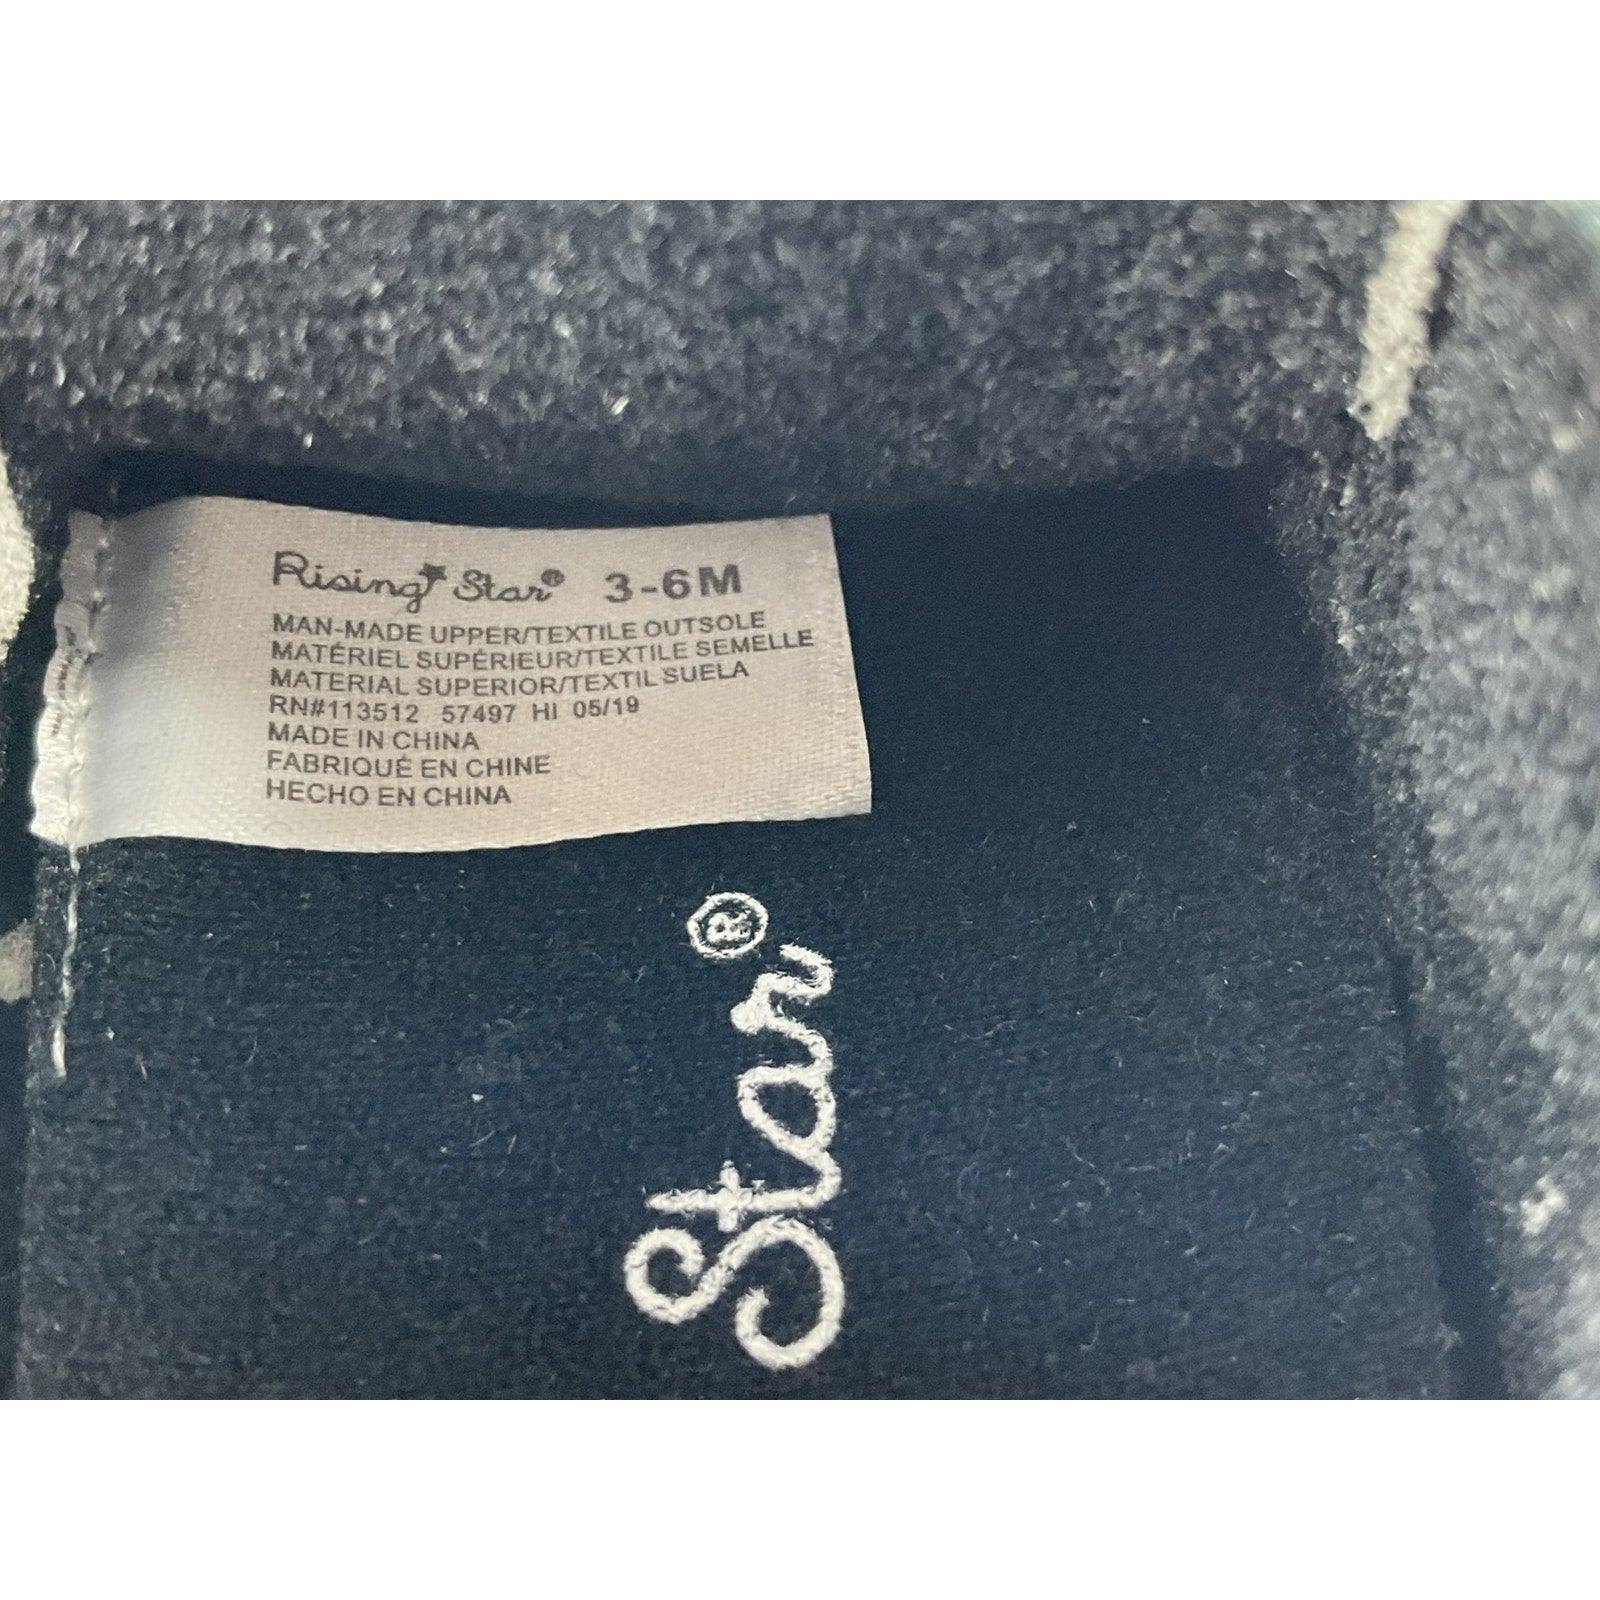 Rising Star® 3-6M
MAN-MADE UPPER/TEXTILE OUTSOLE
MATÉRIEL SUPÉRIEUR/TEXTILE SEMELLE
MATERIAL SUPERIOR/TEXTIL SUELA
RN#113512 57497 HI 05/19
MADE IN CHINA
FABRIQUÉ EN CHINE
HECHO EN CHINA
Star®